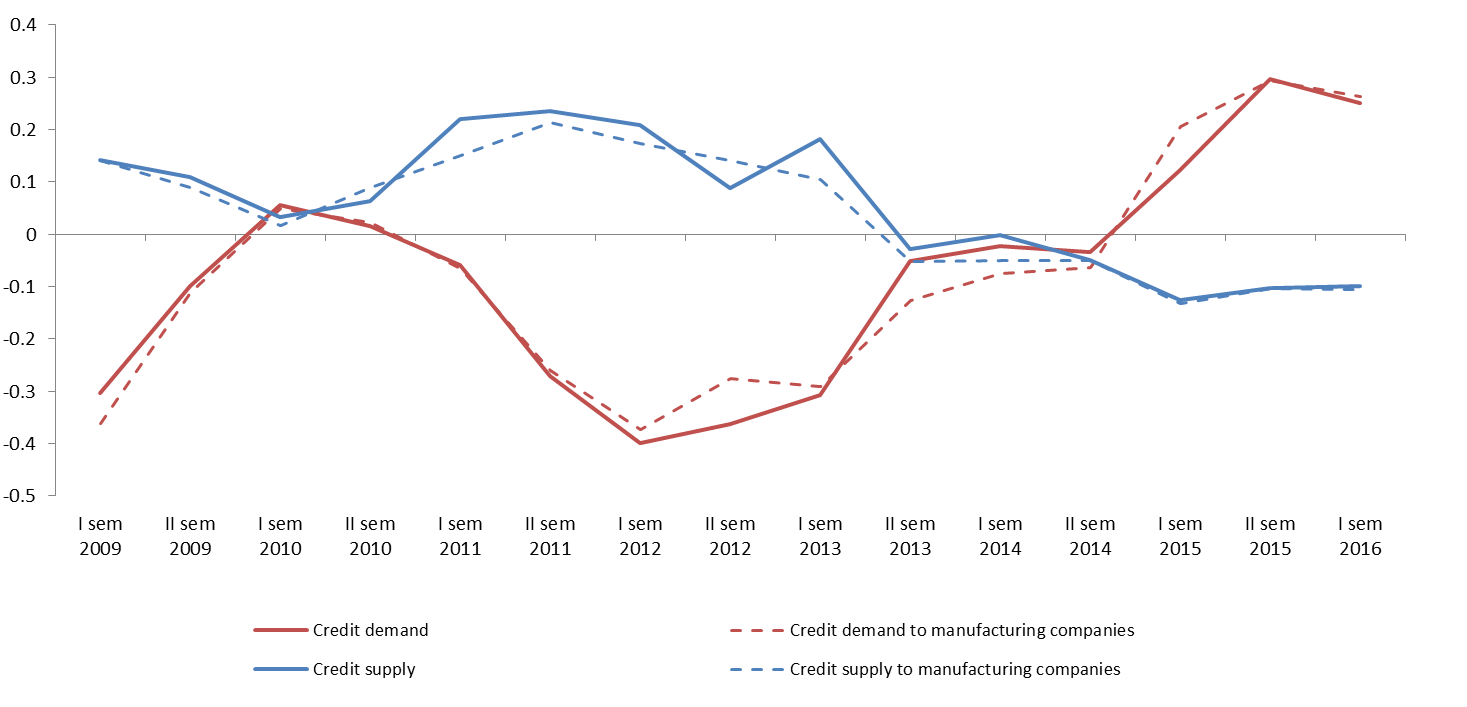 0.4
0.3
0.2
0.1
0
-0.1
-0.2
-0.3
-0.4
-0.5
I sem II sem I sem II sem I sem II sem I sem II sem I sem II sem I sem II sem I sem II sem I sem
2009 2009 2010 2010 2011 2011 2012 2012 2013 2013 2014 2014 2015 2015 2016
Credit demand Credit demand to manufacturing companies
Credit supply Credit supply to manufacturing companies